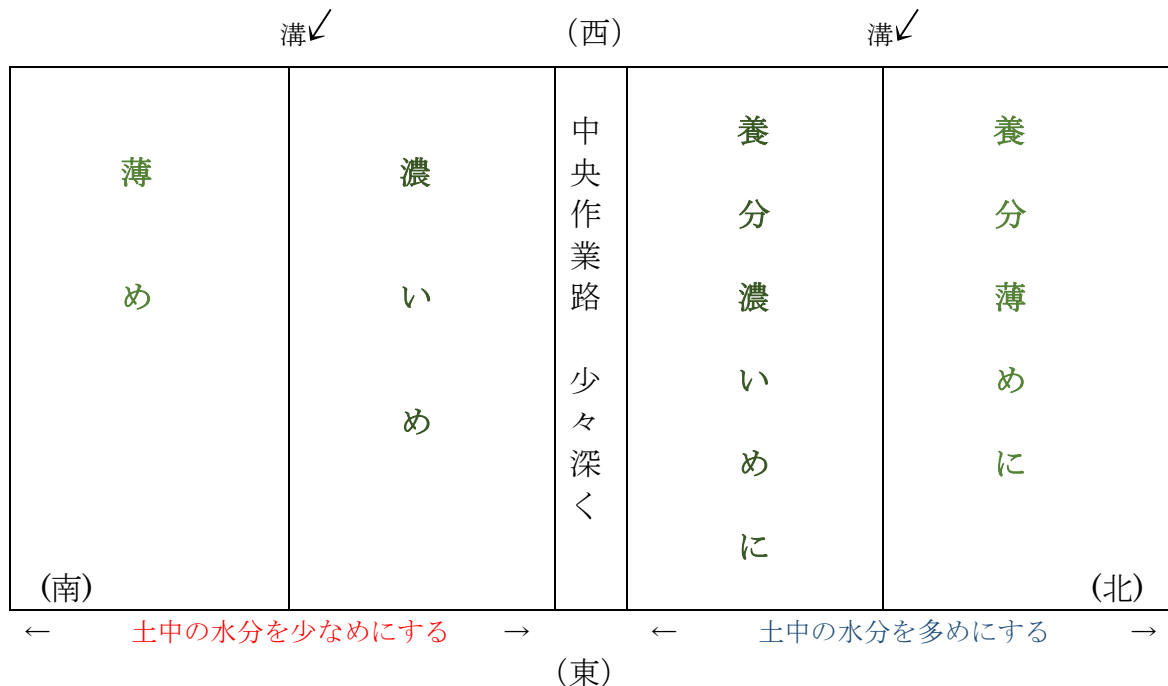 溝
(西)
溝
薄め
濃いめ
中央作業路 少々深く
養分濃いめに
養分薄めに
(南)
(北)
← 土中の水分を少なめにする →
← 土中の水分を多めにする →
(東)